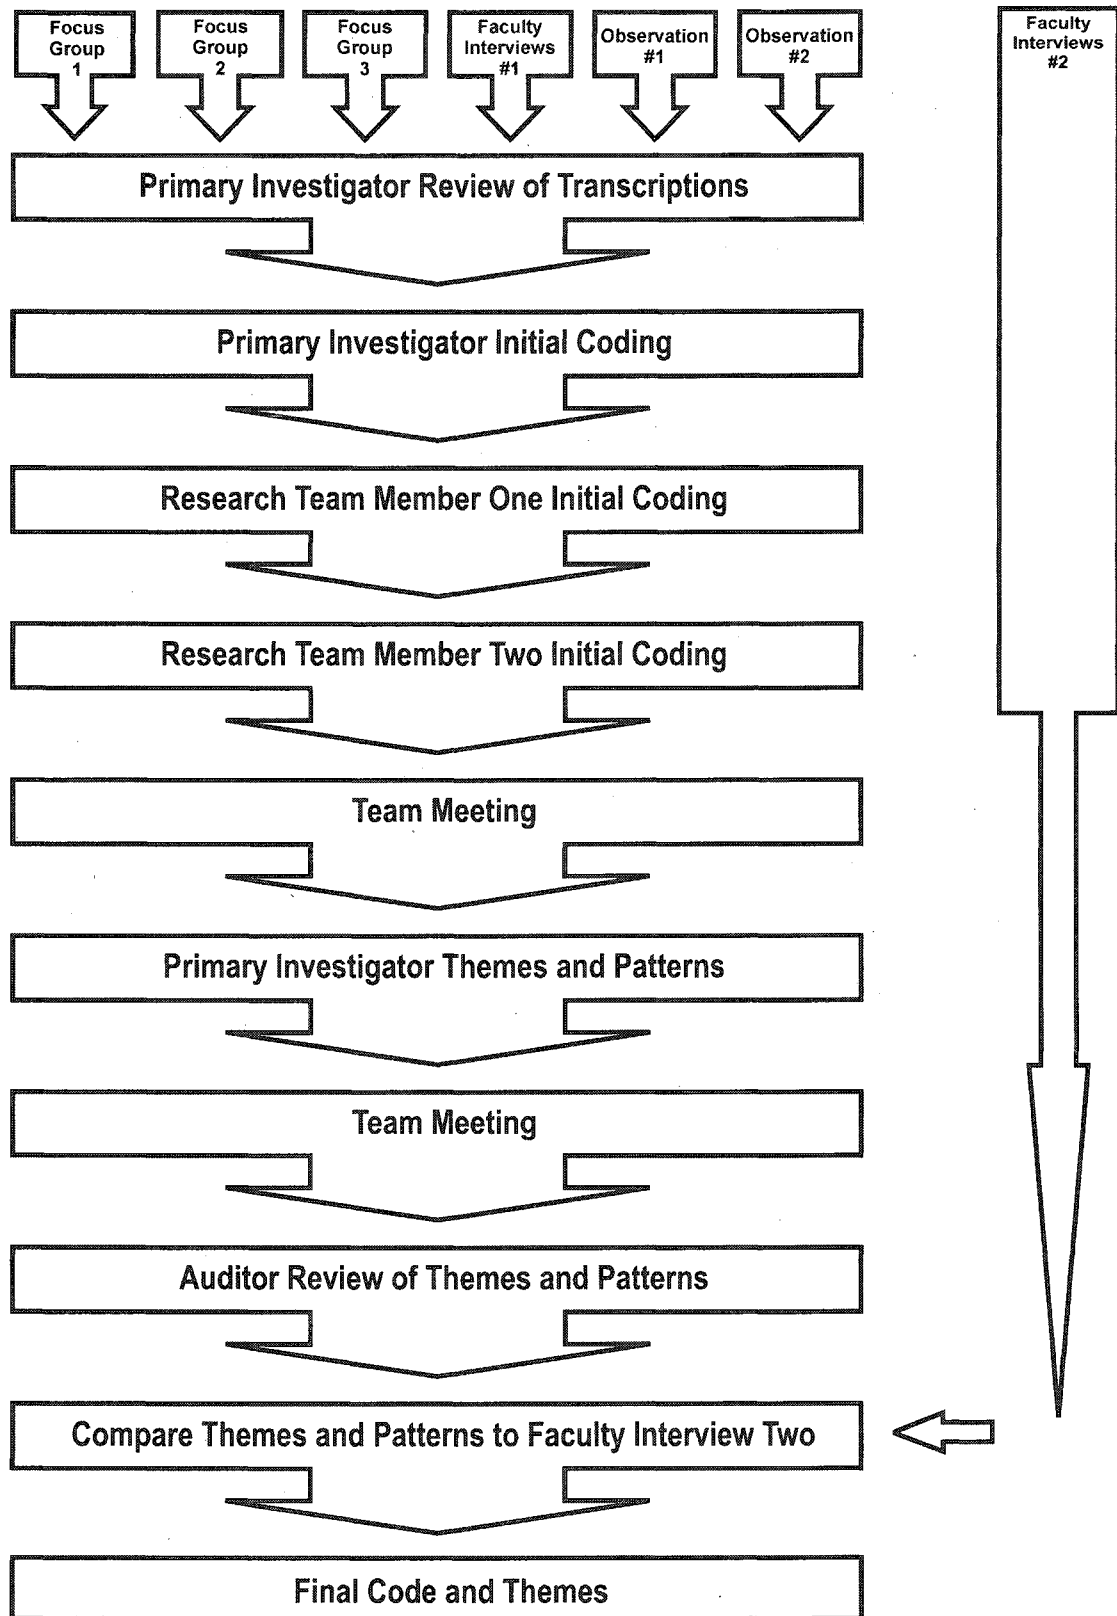 Focus
Group
1
Focus
Group
2
Focus
Group
3
Faculty
Interviews
#1
Observation
#1
Observation
#2
Faculty
Interviews
#2
Primary Investigator Review of Transcriptions
Primary Investigator Initial Coding
Research Team Member One Initial Coding
Research Team Member Two Initial Coding
Team Meeting
Primary Investigator Themes and Patterns
Team Meeting
Auditor Review of Themes and Patterns
Compare Themes and Patterns to Faculty Interview Two
Final Code and Themes